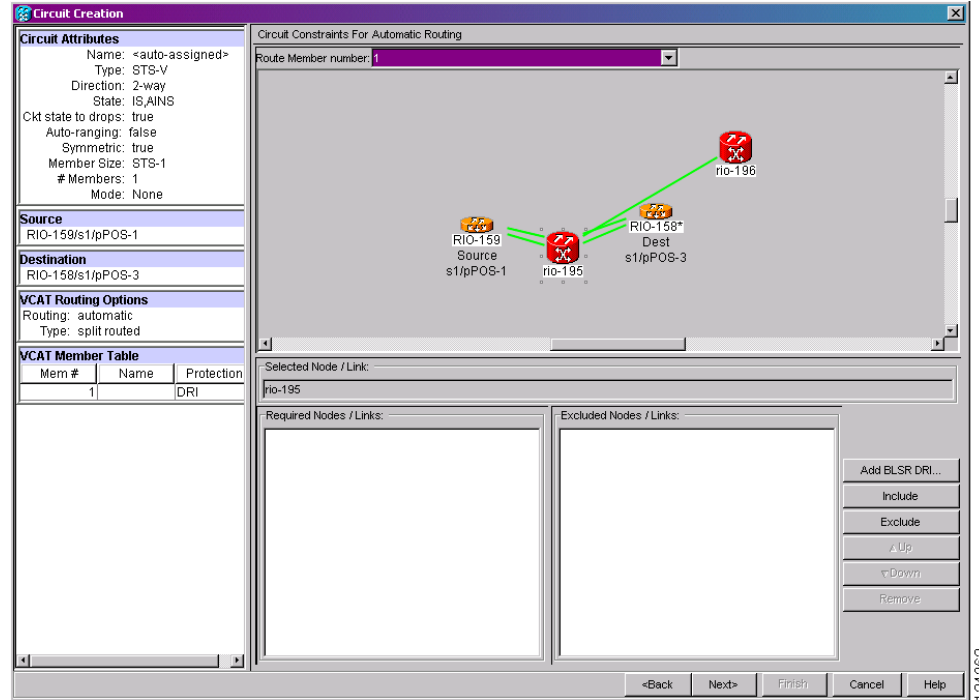 Circuit Creation
Circuit Attributes
Name: <auto-assigned>
Type: STS-V
Direction: 2-way
State: IS,AINS
Ckt state to drops: true
Auto-ranging: false
Symmetric: true
Member Size: STS-1
# Members: 1
Mode: None
Source
RIO-159/s1/pPOS-1
Destination
RIO-158/s1/pPOS-3
VCAT Routing Options
Routing: automatic
Type: split routed
VCAT Member Table
Mem # Name Protection
1 DRI
Circuit Constraints For Automatic Routing
Route Member number: 1
rio-196
RIO-159
Source
s1/pPOS-1
rio-195
RIO-158*
Dest
s1/pPOS-3
Selected Node / Link:
rio-195
Required Nodes / Links:
Excluded Nodes / Links:
Add BLSR DRI...
Include
Exclude
Up
Down
Remove
<Back Next> Finish Cancel Help